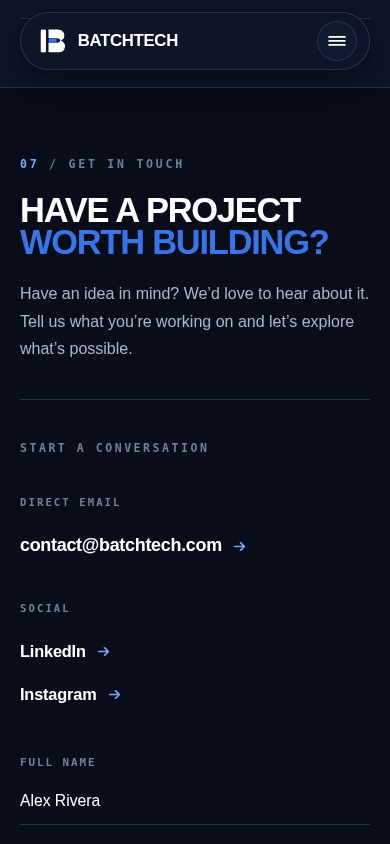 BATCHTECH
07 / GET IN TOUCH
HAVE A PROJECT
WORTH BUILDING?
Have an idea in mind? We’d love to hear about it.
Tell us what you’re working on and let’s explore
what’s possible.
START A CONVERSATION
DIRECT EMAIL
contact@batchtech.com →
SOCIAL
LinkedIn →
Instagram →
FULL NAME
Alex Rivera